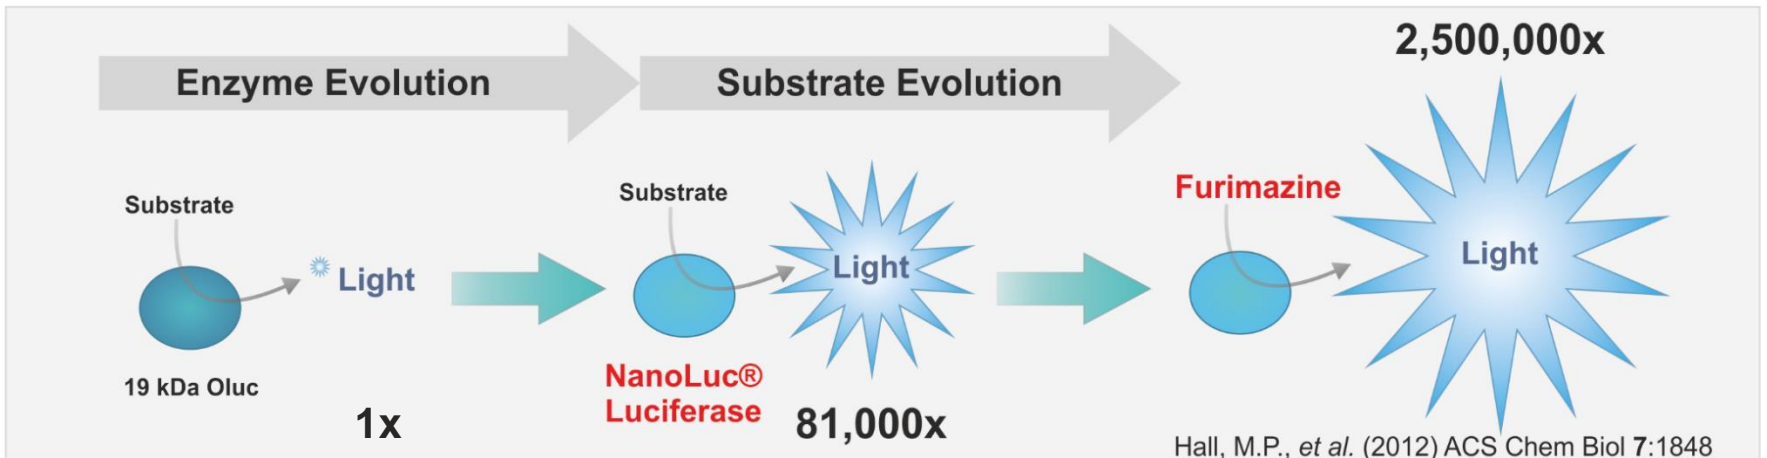 Enzyme Evolution
Substrate Evolution
2,500,000x
Substrate
Light
19 kDa Oluc
1x
Substrate
Light
NanoLuc®
Luciferase
81,000x
Furimazine
Light
Hall, M.P., et al. (2012) ACS Chem Biol 7:1848